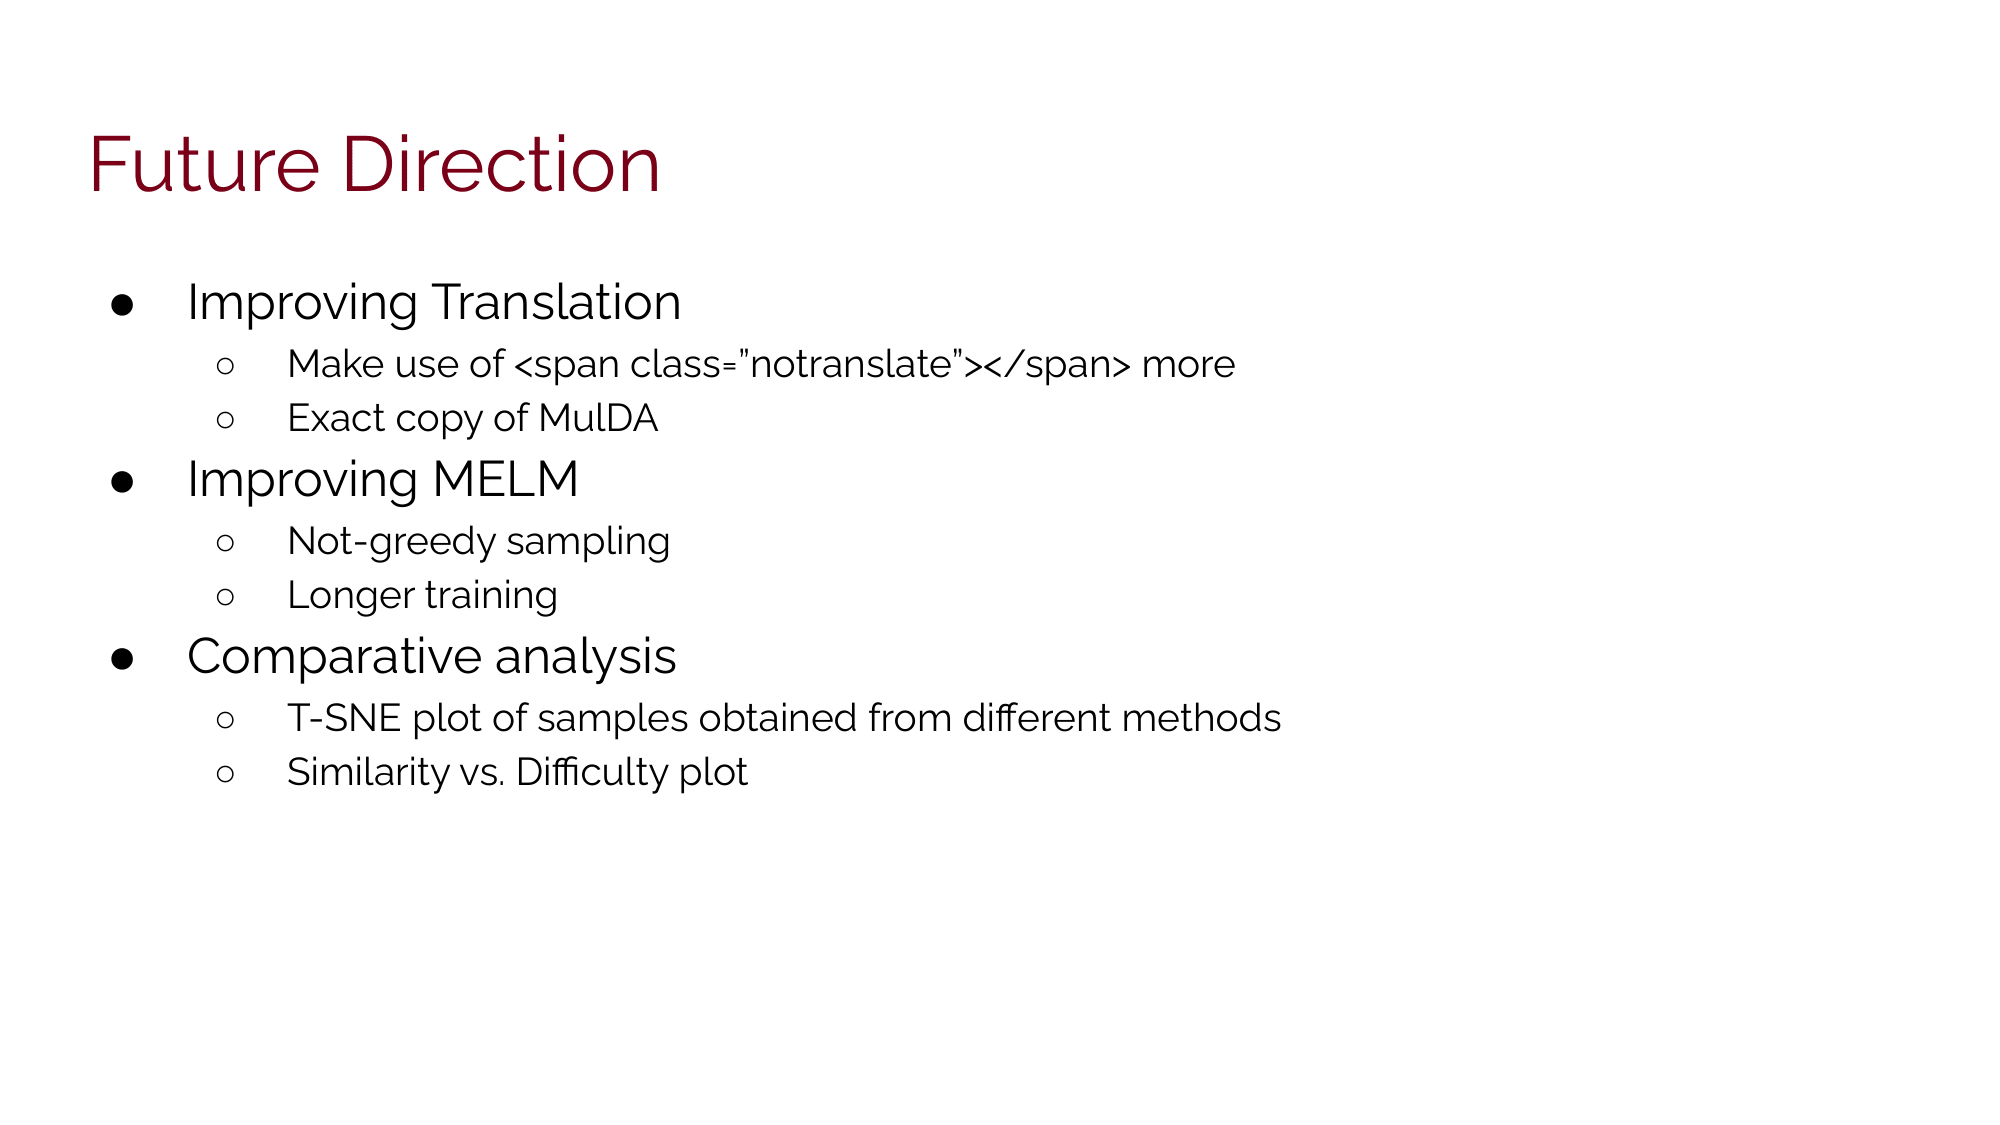 Future Direction
● Improving Translation
○ Make use of <span class=”notranslate”></span> more
○ Exact copy of MulDA
● Improving MELM
○ Not-greedy sampling
○ Longer training
● Comparative analysis
○ T-SNE plot of samples obtained from different methods
○ Similarity vs. Difficulty plot